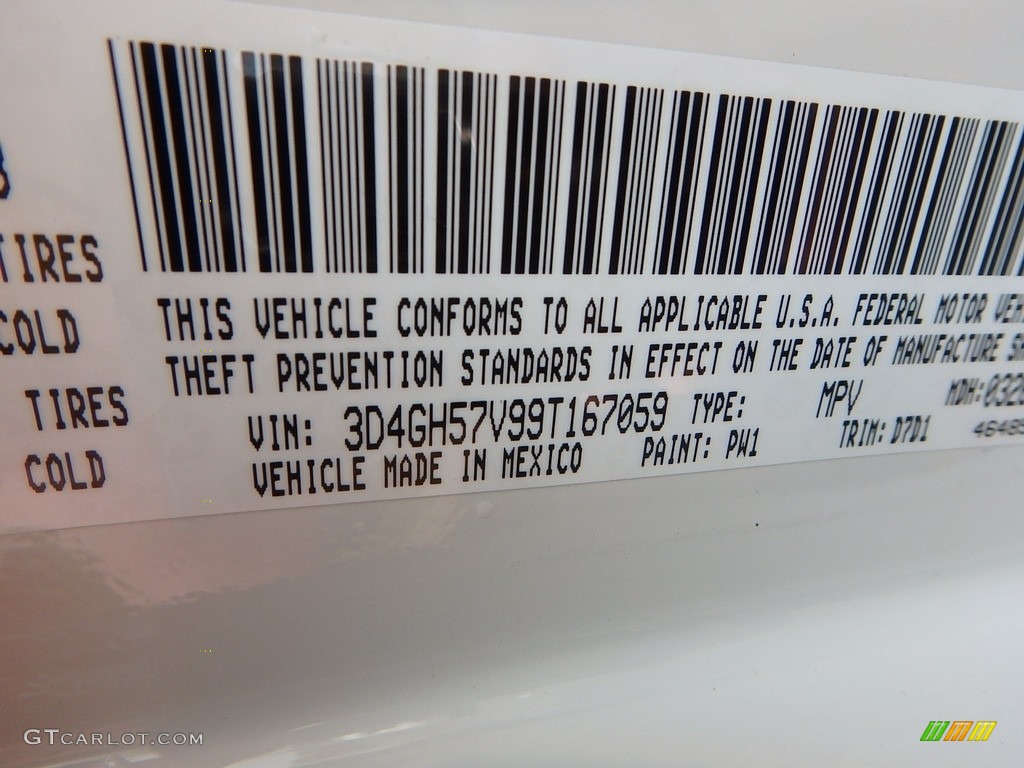 TIRES
COLD
TIRES
COLD
THIS VEHICLE CONFORMS TO ALL APPLICABLE U.S.A. FEDERAL MOTOR
THEFT PREVENTION STANDARDS IN EFFECT ON THE DATE OF MANUFACTURE
VIN: 3D4GH57V99T167059 TYPE: MPV MDH:
VEHICLE MADE IN MEXICO PAINT: PW1 TRIM: D7D1
GTCARLOT.COM